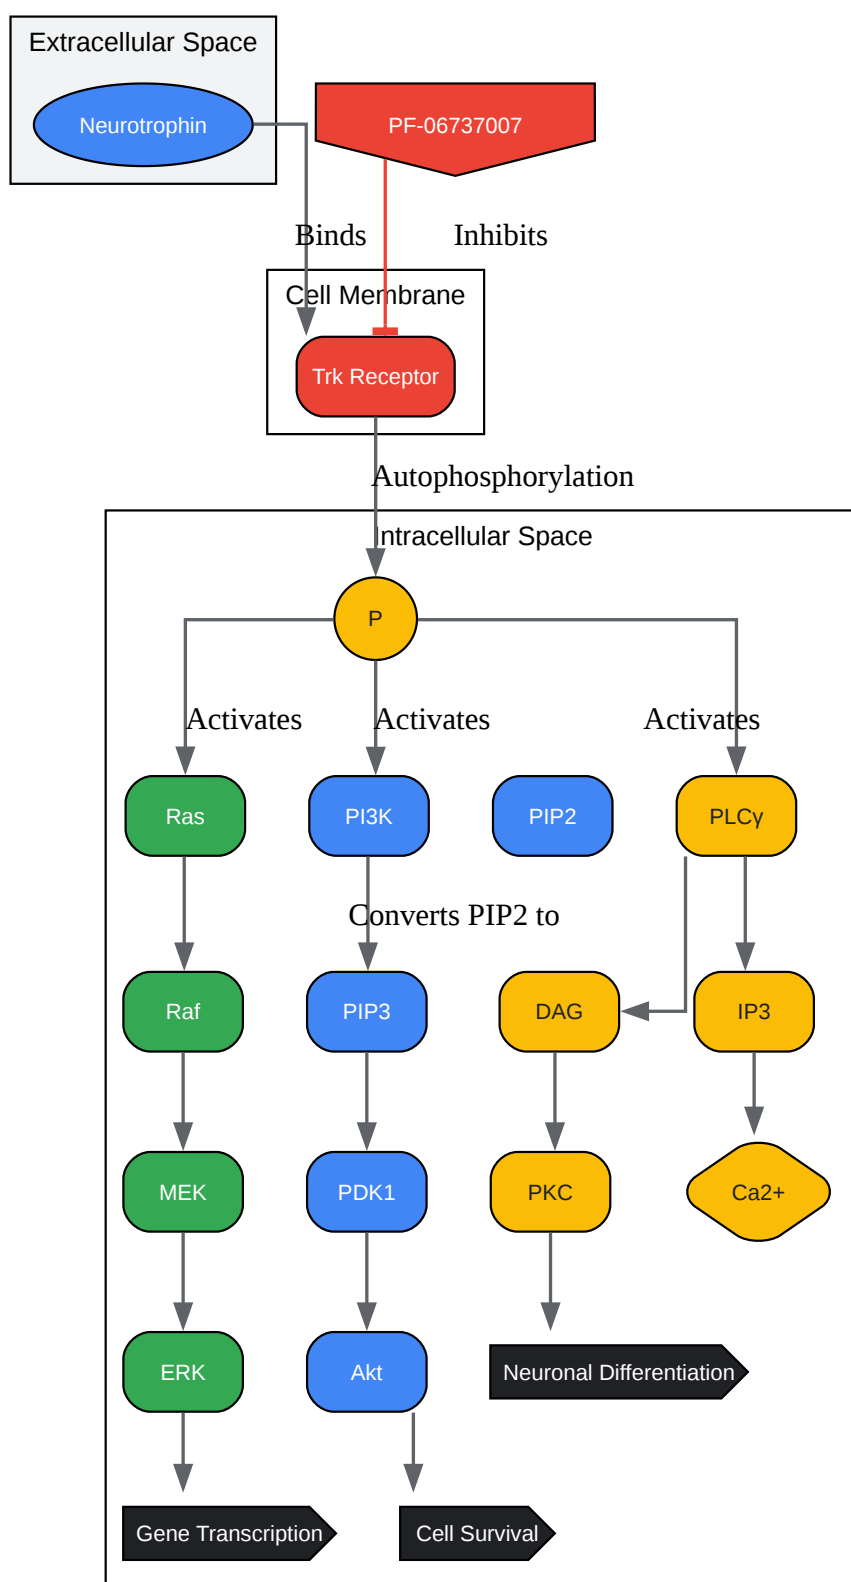 Extracellular Space
Neurotrophin
PF-06737007
Binds
Inhibits
Cell Membrane
Trk Receptor
Autophosphorylation
Intracellular Space
P
Activates
Activates
Activates
Ras
PI3K
PIP2
PLCγ
Converts PIP2 to
Raf
PIP3
DAG
IP3
MEK
PDK1
PKC
Ca2+
ERK
Akt
Neuronal Differentiation
Gene Transcription
Cell Survival